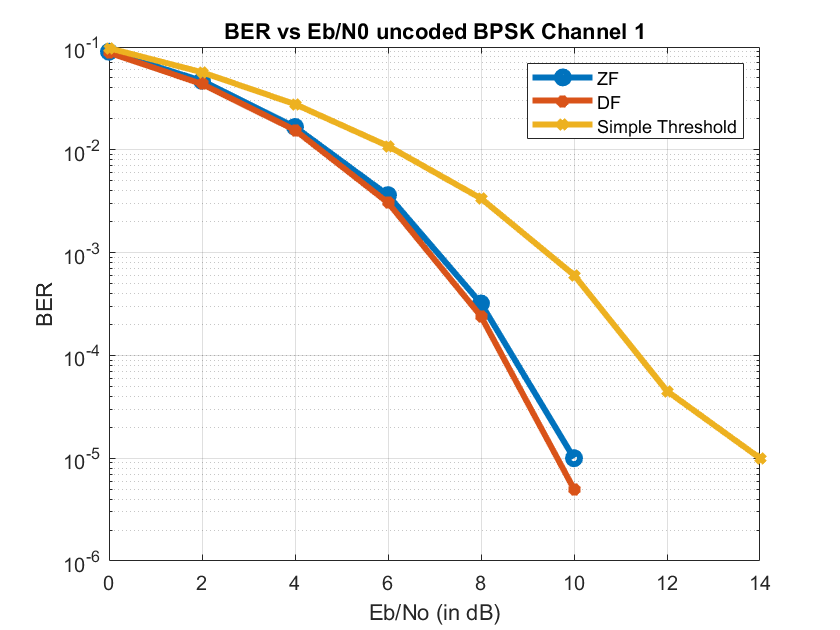 BER vs Eb/N0 uncoded BPSK Channel 1
10^-1
ZF
DF
Simple Threshold
10^-2
10^-3
BER
10^-4
10^-5
10^-6
0 2 4 6 8 10 12 14
Eb/No (in dB)